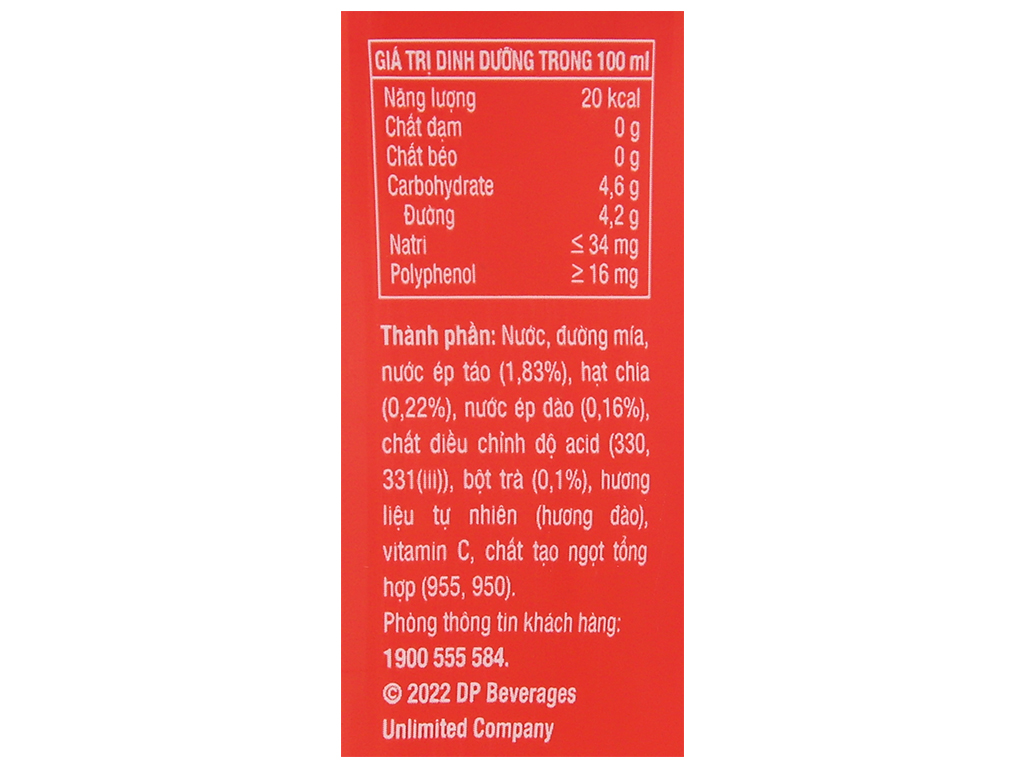 GIÁ TRỊ DINH DƯỠNG TRONG 100 ml
Năng lượng 20 kcal
Chất đạm 0 g
Chất béo 0 g
Carbohydrate 4,6 g
Đường 4,2 g
Natri ≤ 34 mg
Polyphenol ≥ 16 mg
Thành phần: Nước, đường mía,
nước ép táo (1,83%), hạt chia
(0,22%), nước ép đào (0,16%),
chất điều chỉnh độ acid (330,
331(iii)), bột trà (0,1%), hương
liệu tự nhiên (hương đào),
vitamin C, chất tạo ngọt tổng
hợp (955, 950).
Phòng thông tin khách hàng:
1900 555 584.
© 2022 DP Beverages
Unlimited Company